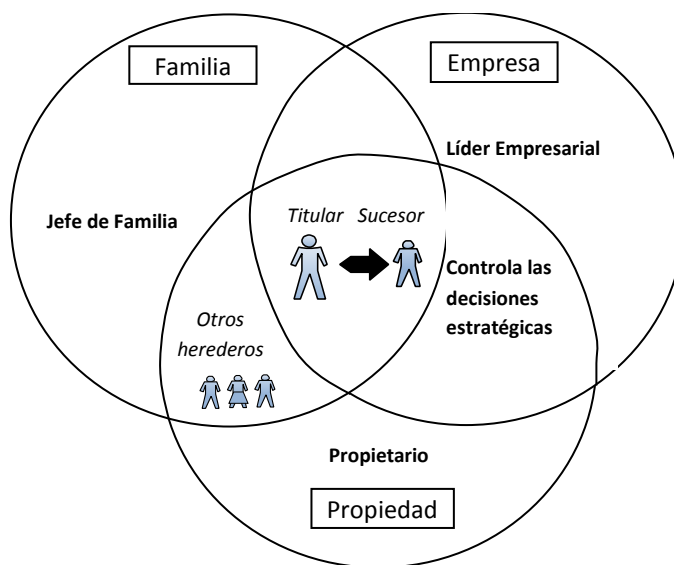 Familia
Empresa
Líder Empresarial
Jefe de Familia
Titular Sucesor
Controla las
decisiones
estratégicas
Otros
herederos
Propietario
Propiedad